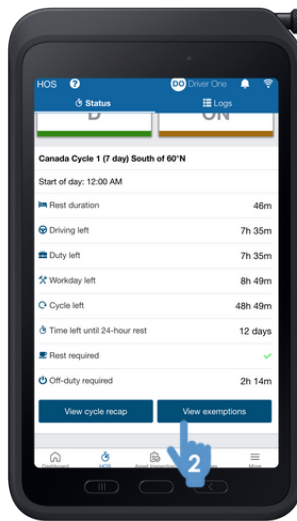 HOS ? DO Driver One
Status Logs
D ON
Canada Cycle 1 (7 day) South of 60°N
Start of day: 12:00 AM
Rest duration 46m
Driving left 7h 35m
Duty left 7h 35m
Workday left 8h 49m
Cycle left 48h 49m
Time left until 24-hour rest 12 days
Rest required
Off-duty required 2h 14m
View cycle recap View exemptions
Dashboard HOS Asset Inspection More
2